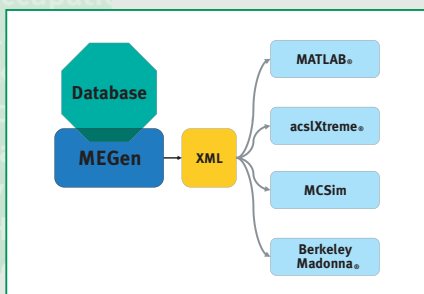 Database
MEGen
XML
MATLAB®
acslXtreme®
MCSim
Berkeley
Madonna®